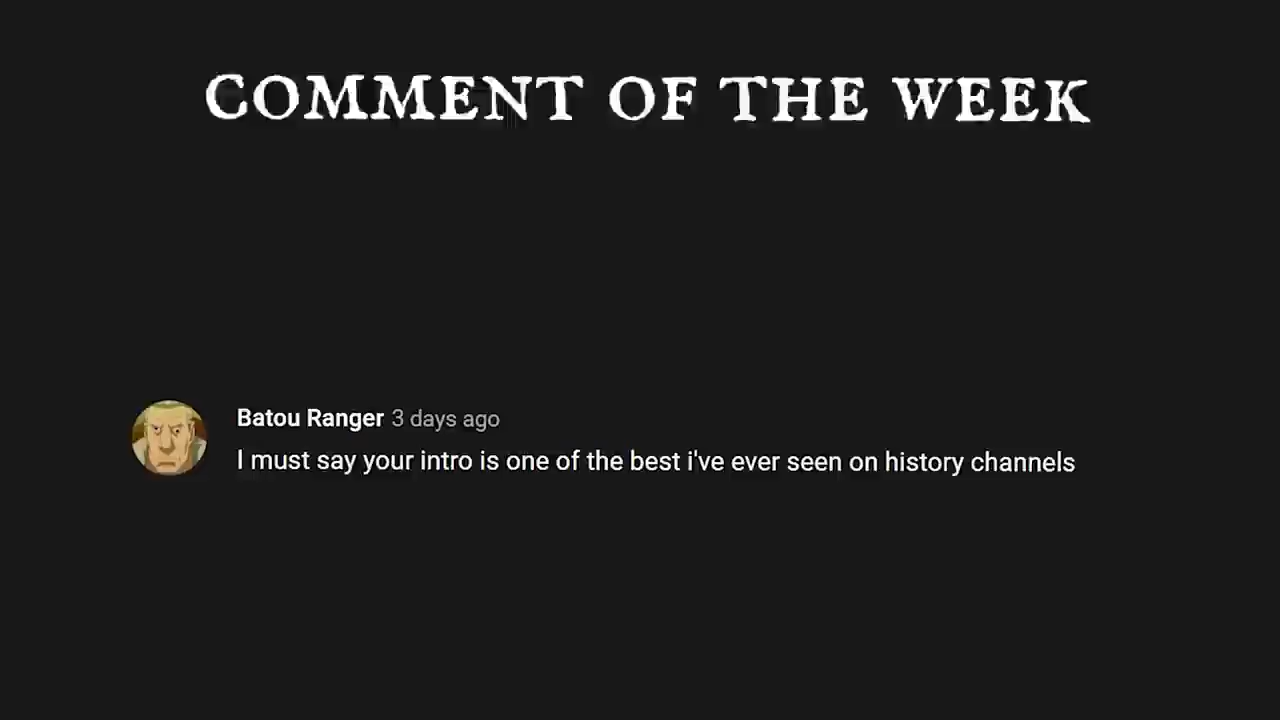 COMMENT OF THE WEEK
Batou Ranger 3 days ago
I must say your intro is one of the best i've ever seen on history channels